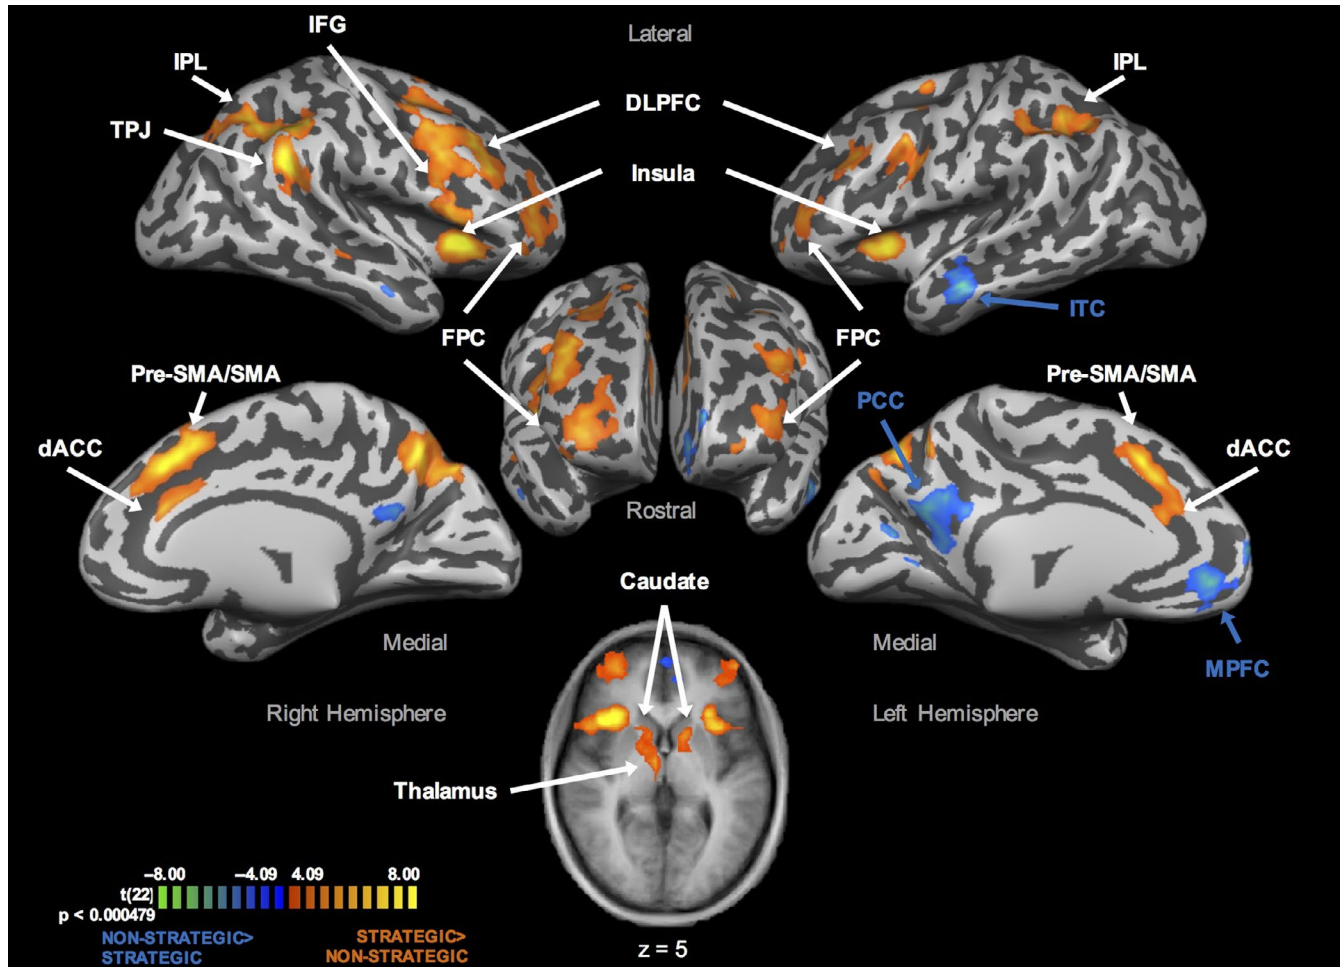 IFG
Lateral
IPL
IPL
DLPFC
TPJ
Insula
ITC
FPC
FPC
Pre-SMA/SMA
Pre-SMA/SMA
PCC
dACC
dACC
Rostral
Caudate
Medial
Medial
MPFC
Right Hemisphere
Left Hemisphere
Thalamus
–8.00
–4.09
4.09
8.00
t(22)
p < 0.000479
NON-STRATEGIC>
STRATEGIC
STRATEGIC>
NON-STRATEGIC
z = 5